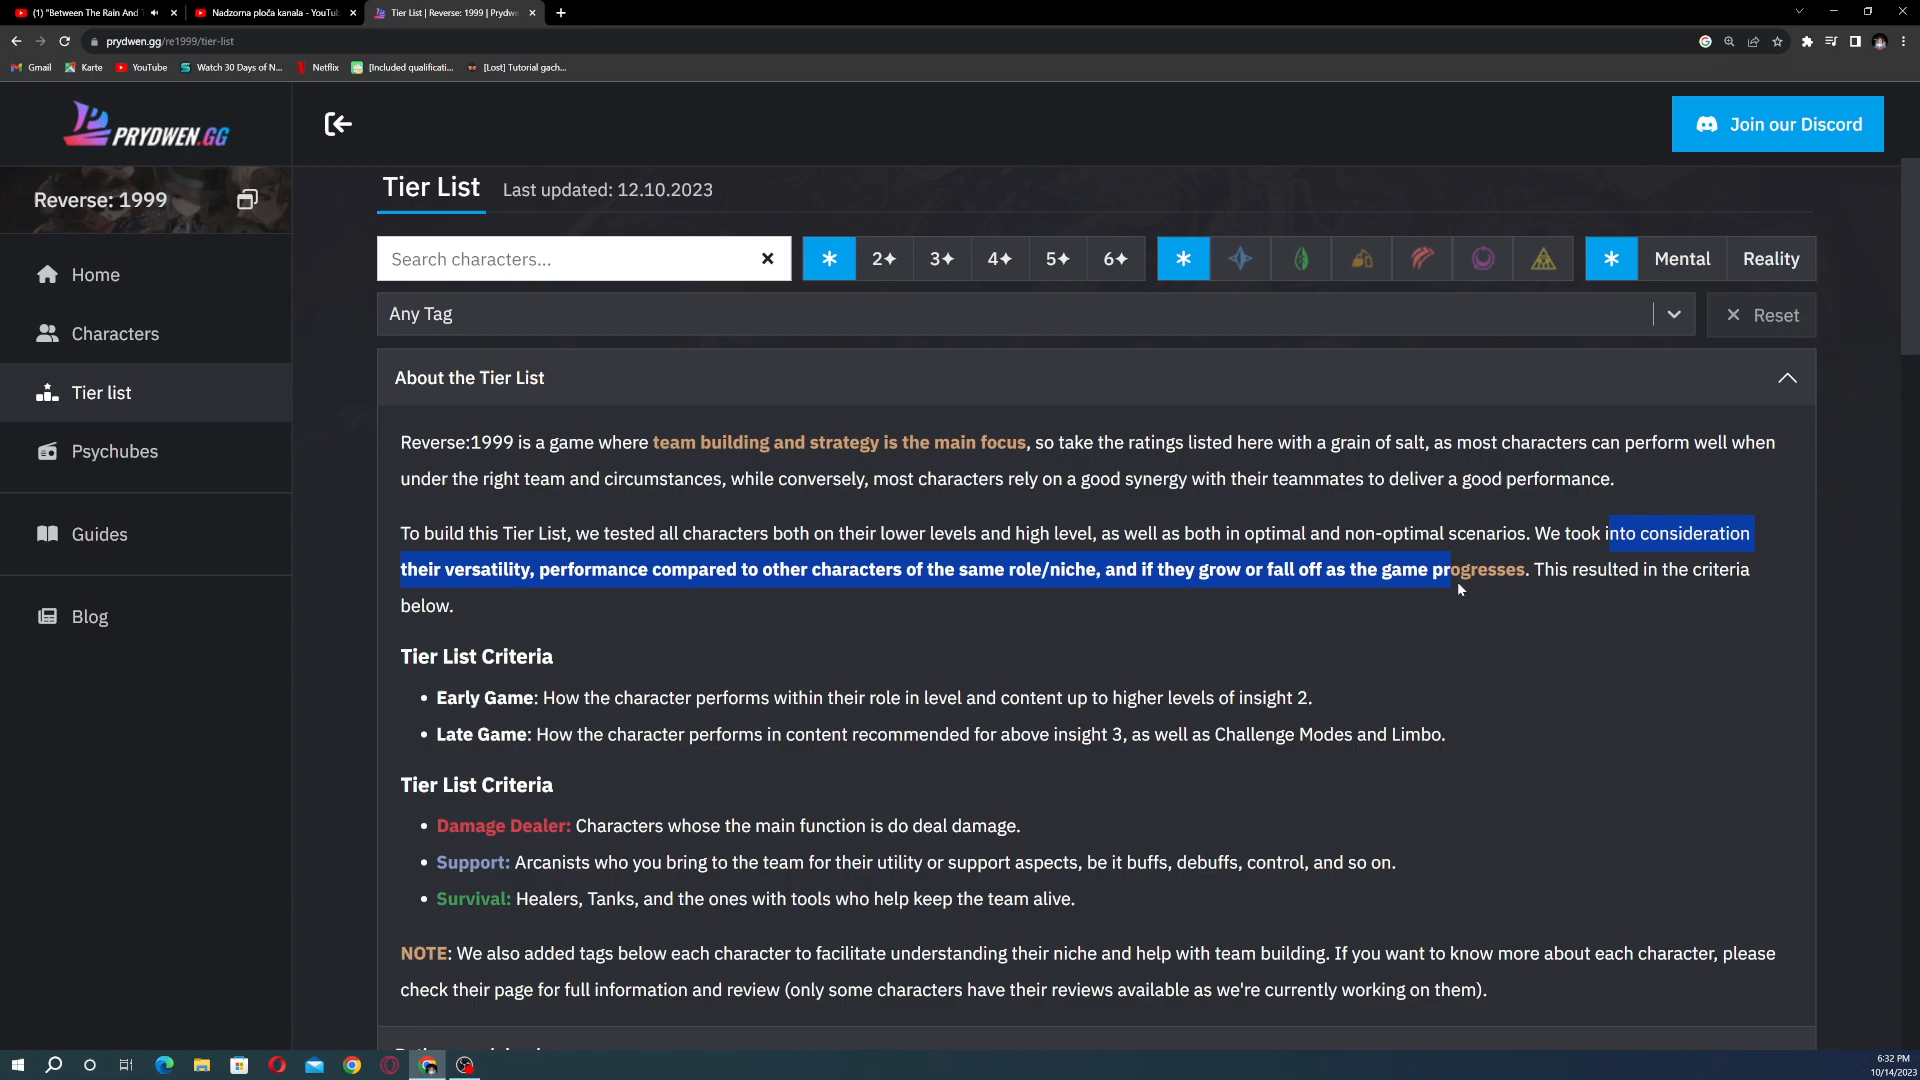 (1) "Between The Rain And
Nadzorna ploča kanala - YouTu
Tier List | Reverse: 1999 | Prydwe
prydwen.gg/re1999/tier-list
Gmail
Karte
YouTube
Watch 30 Days of N...
Netflix
[Included qualificati...
[Lost] Tutorial gach...
PRYDWEN.GG
Join our Discord
Reverse: 1999
Home
Characters
Tier list
Psychubes
Guides
Blog
Tier List Last updated: 12.10.2023
Search characters... 2 3 4 5 6 Mental Reality
Any Tag Reset
About the Tier List
Reverse:1999 is a game where team building and strategy is the main focus, so take the ratings listed here with a grain of salt, as most characters can perform well when
under the right team and circumstances, while conversely, most characters rely on a good synergy with their teammates to deliver a good performance.
To build this Tier List, we tested all characters both on their lower levels and high level, as well as both in optimal and non-optimal scenarios. We took into consideration
their versatility, performance compared to other characters of the same role/niche, and if they grow or fall off as the game progresses. This resulted in the criteria
below.
Tier List Criteria
• Early Game: How the character performs within their role in level and content up to higher levels of insight 2.
• Late Game: How the character performs in content recommended for above insight 3, as well as Challenge Modes and Limbo.
Tier List Criteria
• Damage Dealer: Characters whose the main function is do deal damage.
• Support: Arcanists who you bring to the team for their utility or support aspects, be it buffs, debuffs, control, and so on.
• Survival: Healers, Tanks, and the ones with tools who help keep the team alive.
NOTE: We also added tags below each character to facilitate understanding their niche and help with team building. If you want to know more about each character, please
check their page for full information and review (only some characters have their reviews available as we're currently working on them).
6:32 PM
10/14/2023